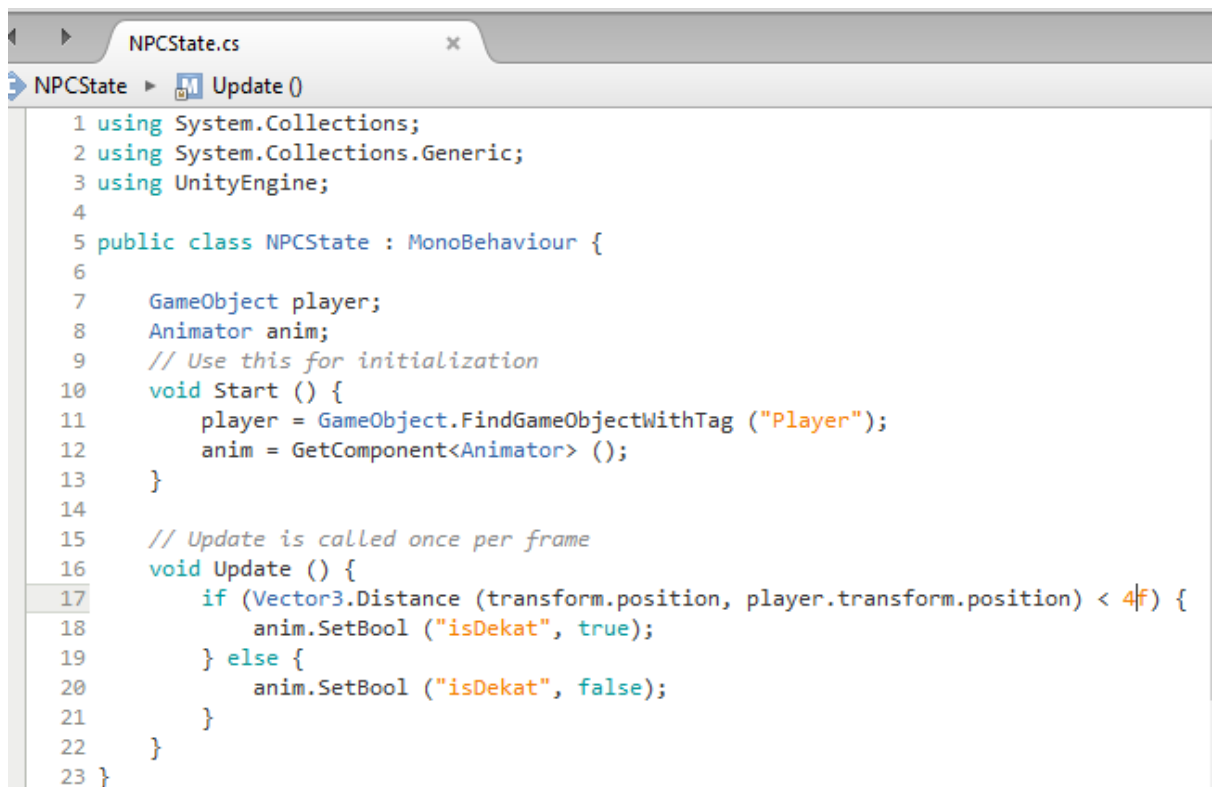 NPCState.cs
NPCState ► M Update ()
1 using System.Collections;
2 using System.Collections.Generic;
3 using UnityEngine;
4
5 public class NPCState : MonoBehaviour {
6
7     GameObject player;
8     Animator anim;
9     // Use this for initialization
10     void Start () {
11         player = GameObject.FindGameObjectWithTag ("Player");
12         anim = GetComponent<Animator> ();
13     }
14
15     // Update is called once per frame
16     void Update () {
17         if (Vector3.Distance (transform.position, player.transform.position) < 4f) {
18             anim.SetBool ("isDekat", true);
19         } else {
20             anim.SetBool ("isDekat", false);
21         }
22     }
23 }